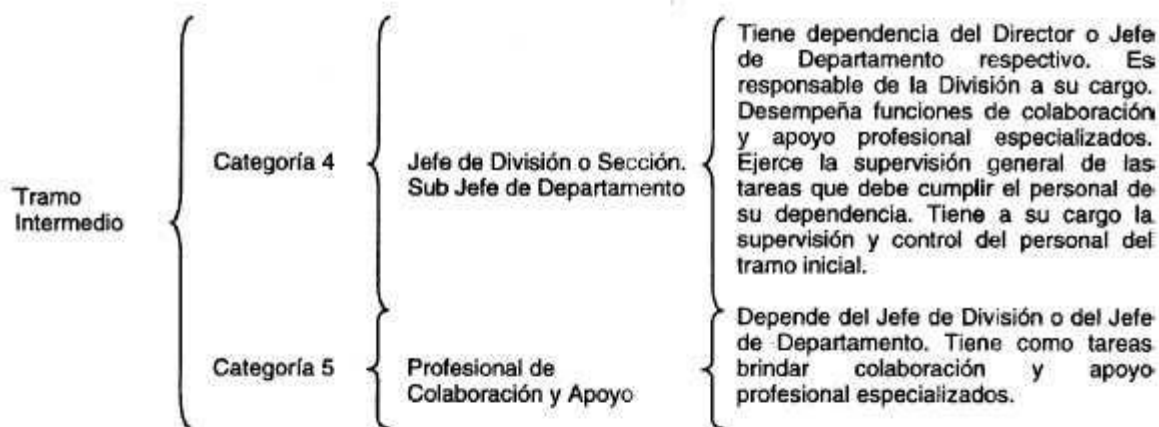 Tramo
Intermedio
Categoría 4
Jefe de División o Sección.
Sub Jefe de Departamento
Tiene dependencia del Director o Jefe
de Departamento respectivo. Es
responsable de la División a su cargo.
Desempeña funciones de colaboración
y apoyo profesional especializados.
Ejerce la supervisión general de las
tareas que debe cumplir el personal de
su dependencia. Tiene a su cargo la
supervisión y control del personal del
tramo inicial.
Categoría 5
Profesional de
Colaboración y Apoyo
Depende del Jefe de División o del Jefe
de Departamento. Tiene como tareas
brindar colaboración y apoyo
profesional especializados.